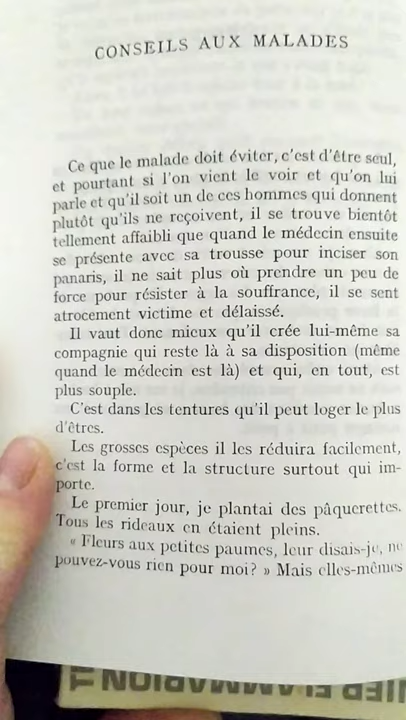 CONSEILS AUX MALADES
Ce que le malade doit éviter, c'est d'être seul,
et pourtant si l'on vient le voir et qu'on lui
parle et qu'il soit un de ces hommes qui donnent
plutôt qu'ils ne reçoivent, il se trouve bientôt
tellement affaibli que quand le médecin ensuite
se présente avec sa trousse pour inciser son
panaris, il ne sait plus où prendre un peu de
force pour résister à la souffrance, il se sent
atrocement victime et délaissé.
Il vaut donc mieux qu'il crée lui-même sa
compagnie qui reste là à sa disposition (même
quand le médecin est là) et qui, en tout, est
plus souple.
C'est dans les tentures qu'il peut loger le plus
d'êtres.
Les grosses espèces il les réduira facilement,
c'est la forme et la structure surtout qui im-
porte.
Le premier jour, je plantai des pâquerettes.
Tous les rideaux en étaient pleins.
« Fleurs aux petites paumes, leur disais-je, ne
pouvez-vous rien pour moi? » Mais elles-mêmes
FLAMMARION